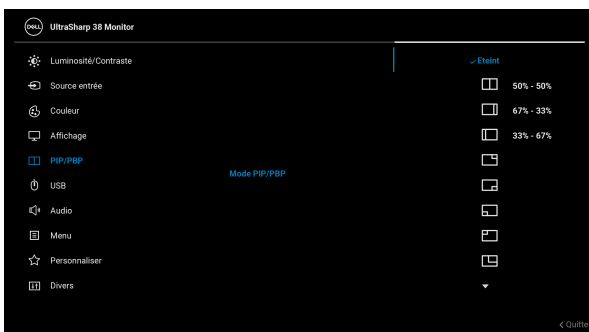 DELL UltraSharp 38 Monitor
Luminosité/Contraste
Eteint
Source entrée
50% - 50%
Couleur
67% - 33%
Affichage
33% - 67%
PIP/PBP
Mode PIP/PBP
USB
Audio
Menu
Personnaliser
Divers
Quitte